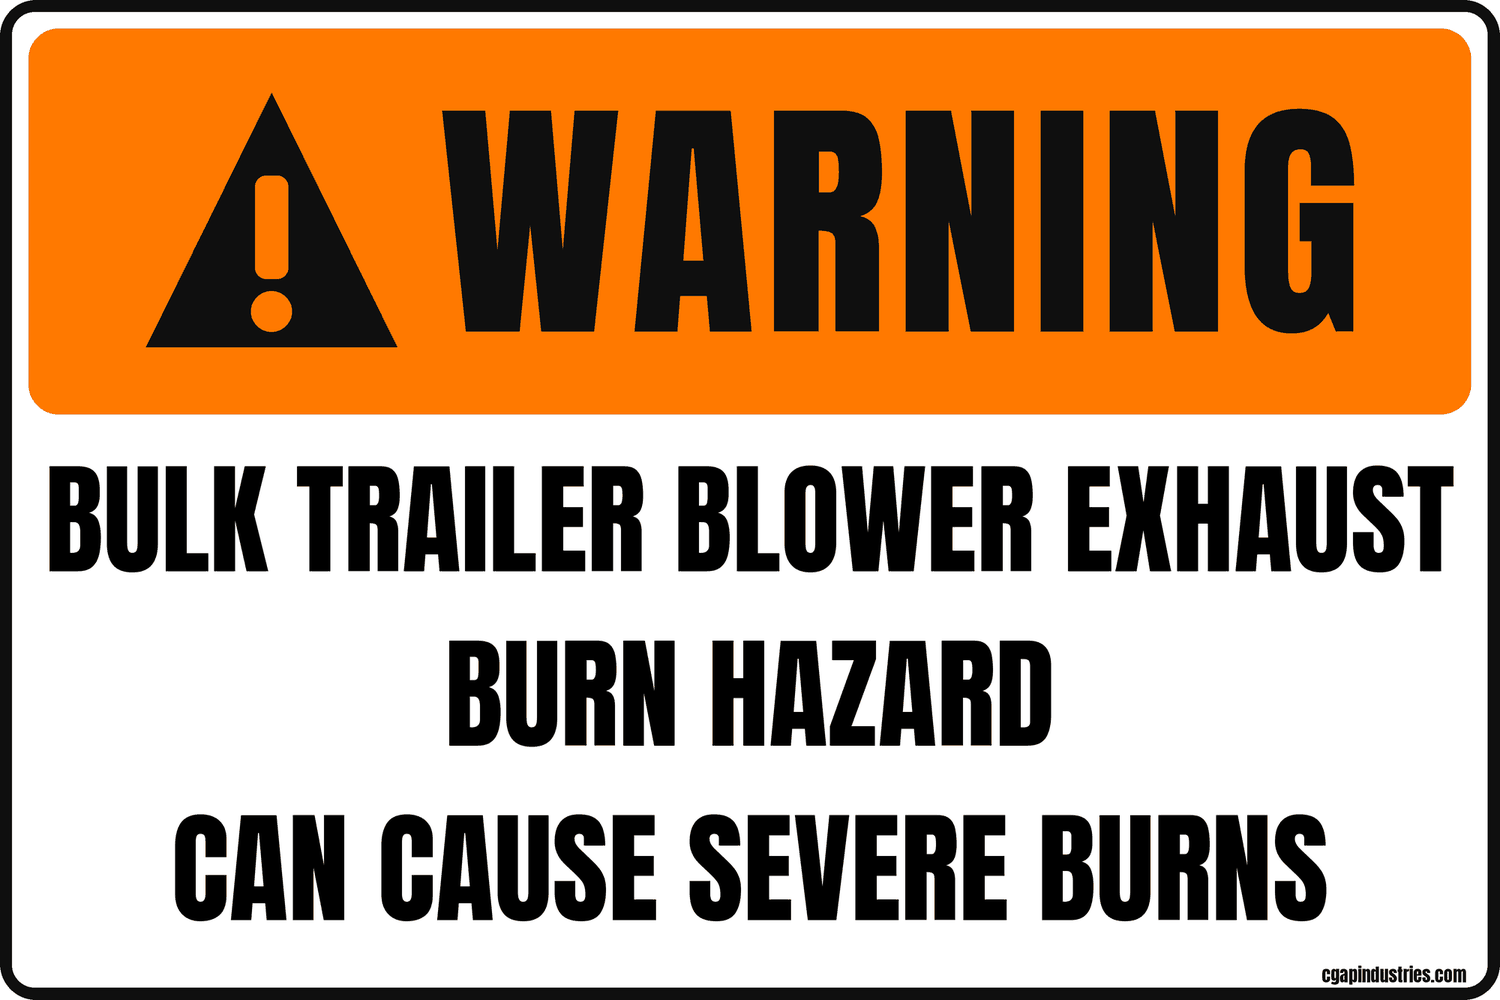 WARNING
BULK TRAILER BLOWER EXHAUST
BURN HAZARD
CAN CAUSE SEVERE BURNS
cgapindustries.com